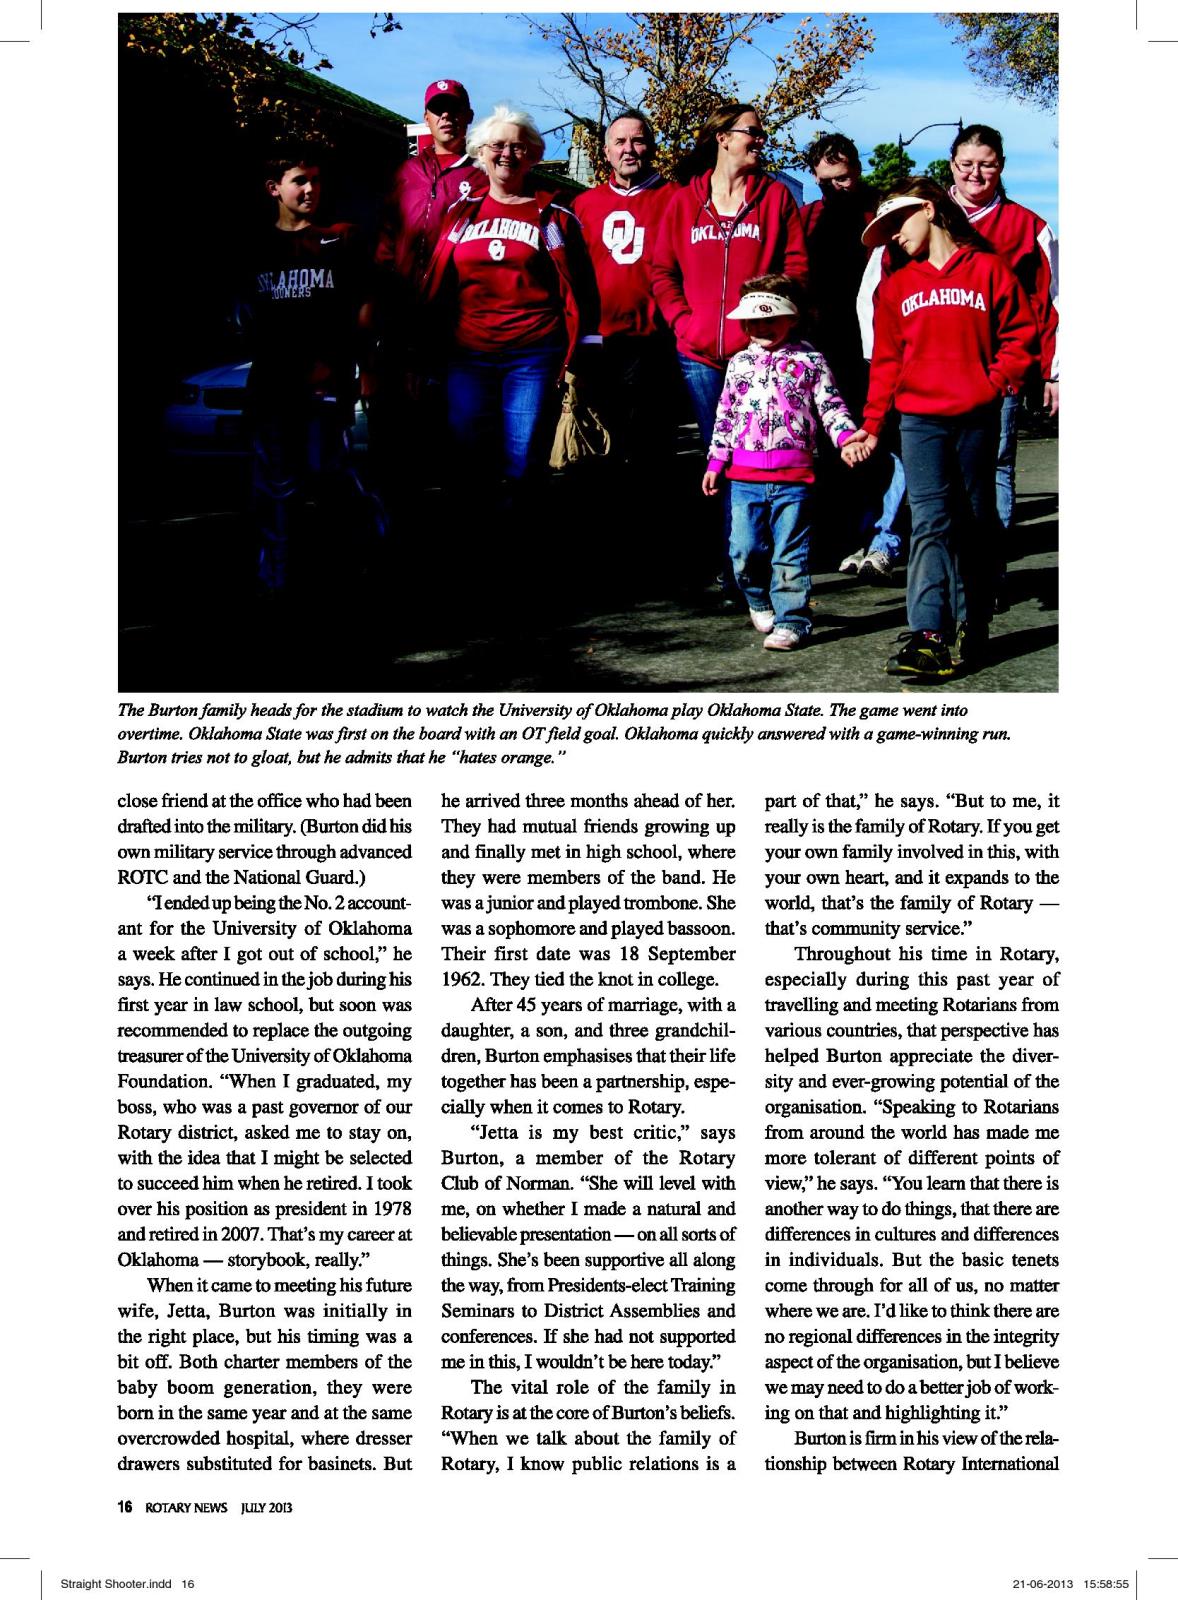 OU
OKLAHOMA
OU
OU
OKLAHOMA
OU
OKLAHOMA
The Burton family heads for the stadium to watch the University of Oklahoma play Oklahoma State. The game went into
overtime. Oklahoma State was first on the board with an OT field goal. Oklahoma quickly answered with a game-winning run.
Burton tries not to gloat, but he admits that he “hates orange.”
close friend at the office who had been
drafted into the military. (Burton did his
own military service through advanced
ROTC and the National Guard.)
“I ended up being the No. 2 account-
ant for the University of Oklahoma
a week after I got out of school,” he
says. He continued in the job during his
first year in law school, but soon was
recommended to replace the outgoing
treasurer of the University of Oklahoma
Foundation. “When I graduated, my
boss, who was a past governor of our
Rotary district, asked me to stay on,
with the idea that I might be selected
to succeed him when he retired. I took
over his position as president in 1978
and retired in 2007. That’s my career at
Oklahoma — storybook, really.”
When it came to meeting his future
wife, Jetta, Burton was initially in
the right place, but his timing was a
bit off. Both charter members of the
baby boom generation, they were
born in the same year and at the same
overcrowded hospital, where dresser
drawers substituted for basinets. But
he arrived three months ahead of her.
They had mutual friends growing up
and finally met in high school, where
they were members of the band. He
was a junior and played trombone. She
was a sophomore and played bassoon.
Their first date was 18 September
1962. They tied the knot in college.
After 45 years of marriage, with a
daughter, a son, and three grandchil-
dren, Burton emphasises that their life
together has been a partnership, espe-
cially when it comes to Rotary.
“Jetta is my best critic,” says
Burton, a member of the Rotary
Club of Norman. “She will level with
me, on whether I made a natural and
believable presentation — on all sorts of
things. She’s been supportive all along
the way, from Presidents-elect Training
Seminars to District Assemblies and
conferences. If she had not supported
me in this, I wouldn’t be here today.”
The vital role of the family in
Rotary is at the core of Burton’s beliefs.
“When we talk about the family of
Rotary, I know public relations is a
part of that,” he says. “But to me, it
really is the family of Rotary. If you get
your own family involved in this, with
your own heart, and it expands to the
world, that’s the family of Rotary —
that’s community service.”
Throughout his time in Rotary,
especially during this past year of
travelling and meeting Rotarians from
various countries, that perspective has
helped Burton appreciate the diver-
sity and ever-growing potential of the
organisation. “Speaking to Rotarians
from around the world has made me
more tolerant of different points of
view,” he says. “You learn that there is
another way to do things, that there are
differences in cultures and differences
in individuals. But the basic tenets
come through for all of us, no matter
where we are. I’d like to think there are
no regional differences in the integrity
aspect of the organisation, but I believe
we may need to do a better job of work-
ing on that and highlighting it.”
Burton is firm in his view of the rela-
tionship between Rotary International
16 ROTARY NEWS JULY 2013
Straight Shooter.indd 16
21-06-2013 15:58:55